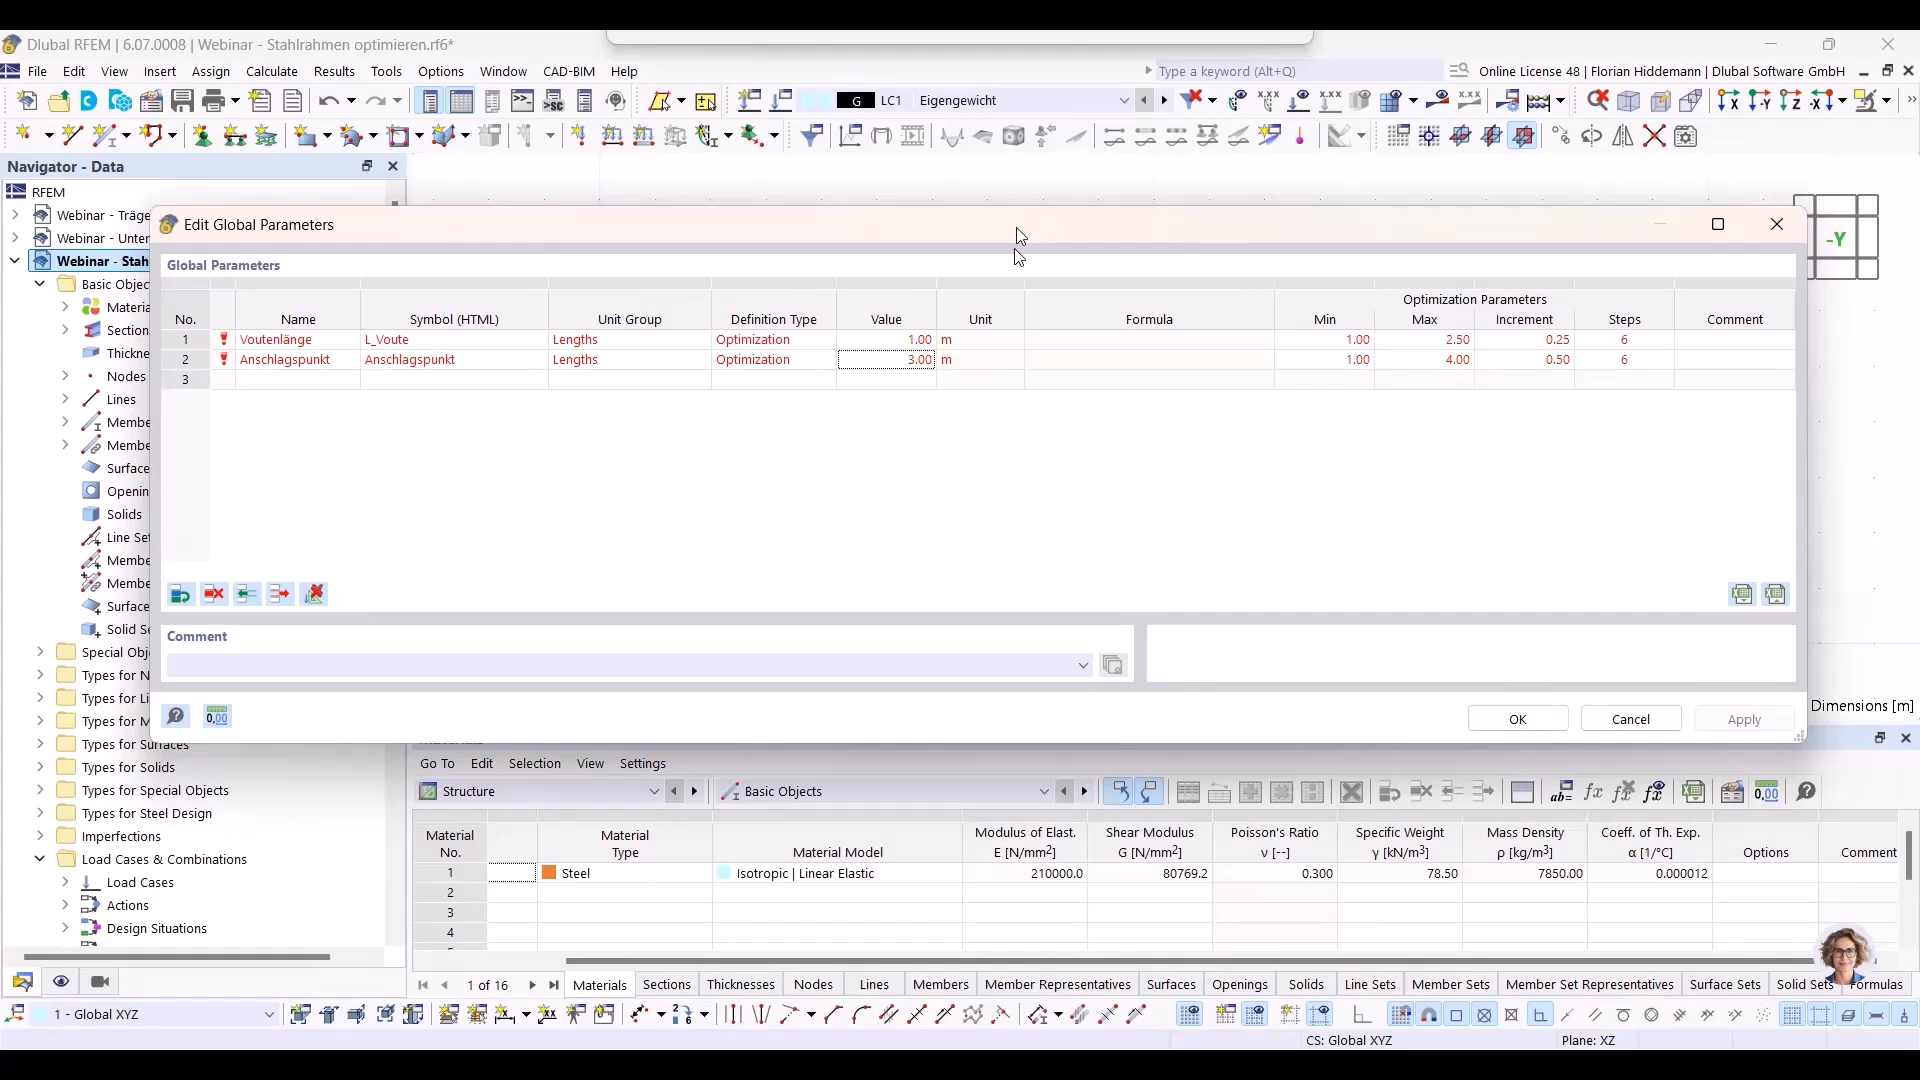 Dlubal RFEM | 6.07.0008 | Webinar - Stahlrahmen optimieren.rf6*
File Edit View Insert Assign Calculate Results Tools Options Window CAD-BIM Help
Type a keyword (Alt+Q)
Online License 48 | Florian Hiddemann | Dlubal Software GmbH
G LC1 Eigengewicht
Navigator - Data
RFEM
Webinar - Träge
Webinar - Unter
Webinar - Stah
Basic Objec
Materia
Section
Thickne
Nodes
Lines
Membe
Membe
Surface
Openin
Solids
Line Set
Membe
Membe
Surface
Solid Se
Special Obj
Types for N
Types for Li
Types for M
Types for Surfaces
Types for Solids
Types for Special Objects
Types for Steel Design
Imperfections
Load Cases & Combinations
Load Cases
Actions
Design Situations
Edit Global Parameters
Global Parameters
Optimization Parameters
No. Name Symbol (HTML) Unit Group Definition Type Value Unit Formula Min Max Increment Steps Comment
1 Voutenlänge L_Voute Lengths Optimization 1.00 m 1.00 2.50 0.25 6
2 Anschlagspunkt Anschlagspunkt Lengths Optimization 3.00 m 1.00 4.00 0.50 6
3
Comment
0,00
OK Cancel Apply
-Y
Dimensions [m]
Go To Edit Selection View Settings
Structure
Basic Objects
Material No. Material Type Material Model Modulus of Elast. E [N/mm2] Shear Modulus G [N/mm2] Poisson's Ratio ν [--] Specific Weight γ [kN/m3] Mass Density ρ [kg/m3] Coeff. of Th. Exp. α [1/°C] Options Comment
1 Steel Isotropic | Linear Elastic 210000.0 80769.2 0.300 78.50 7850.00 0.000012
2
3
4
1 of 16 Materials Sections Thicknesses Nodes Lines Members Member Representatives Surfaces Openings Solids Line Sets Member Sets Member Set Representatives Surface Sets Solid Sets Formulas
1 - Global XYZ
CS: Global XYZ
Plane: XZ